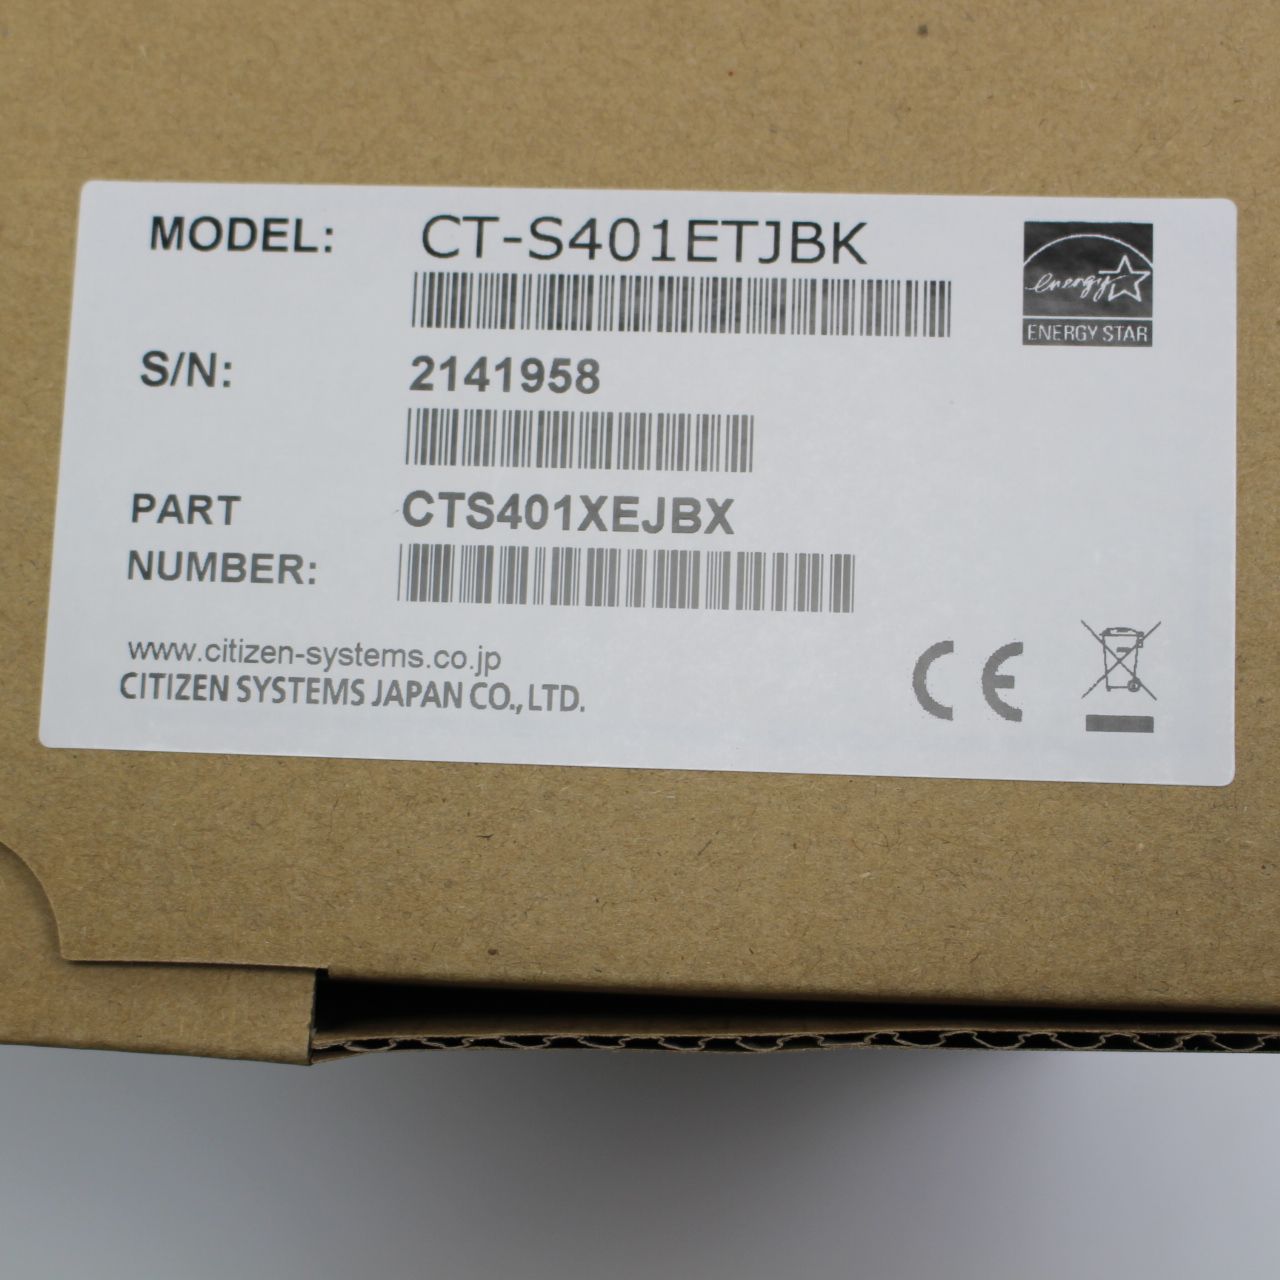 MODEL: CT-S401ETJBK
energy
ENERGY STAR
S/N: 2141958
PART
NUMBER: CTS401XEJBX
www.citizen-systems.co.jp
CITIZEN SYSTEMS JAPAN CO., LTD.
CE